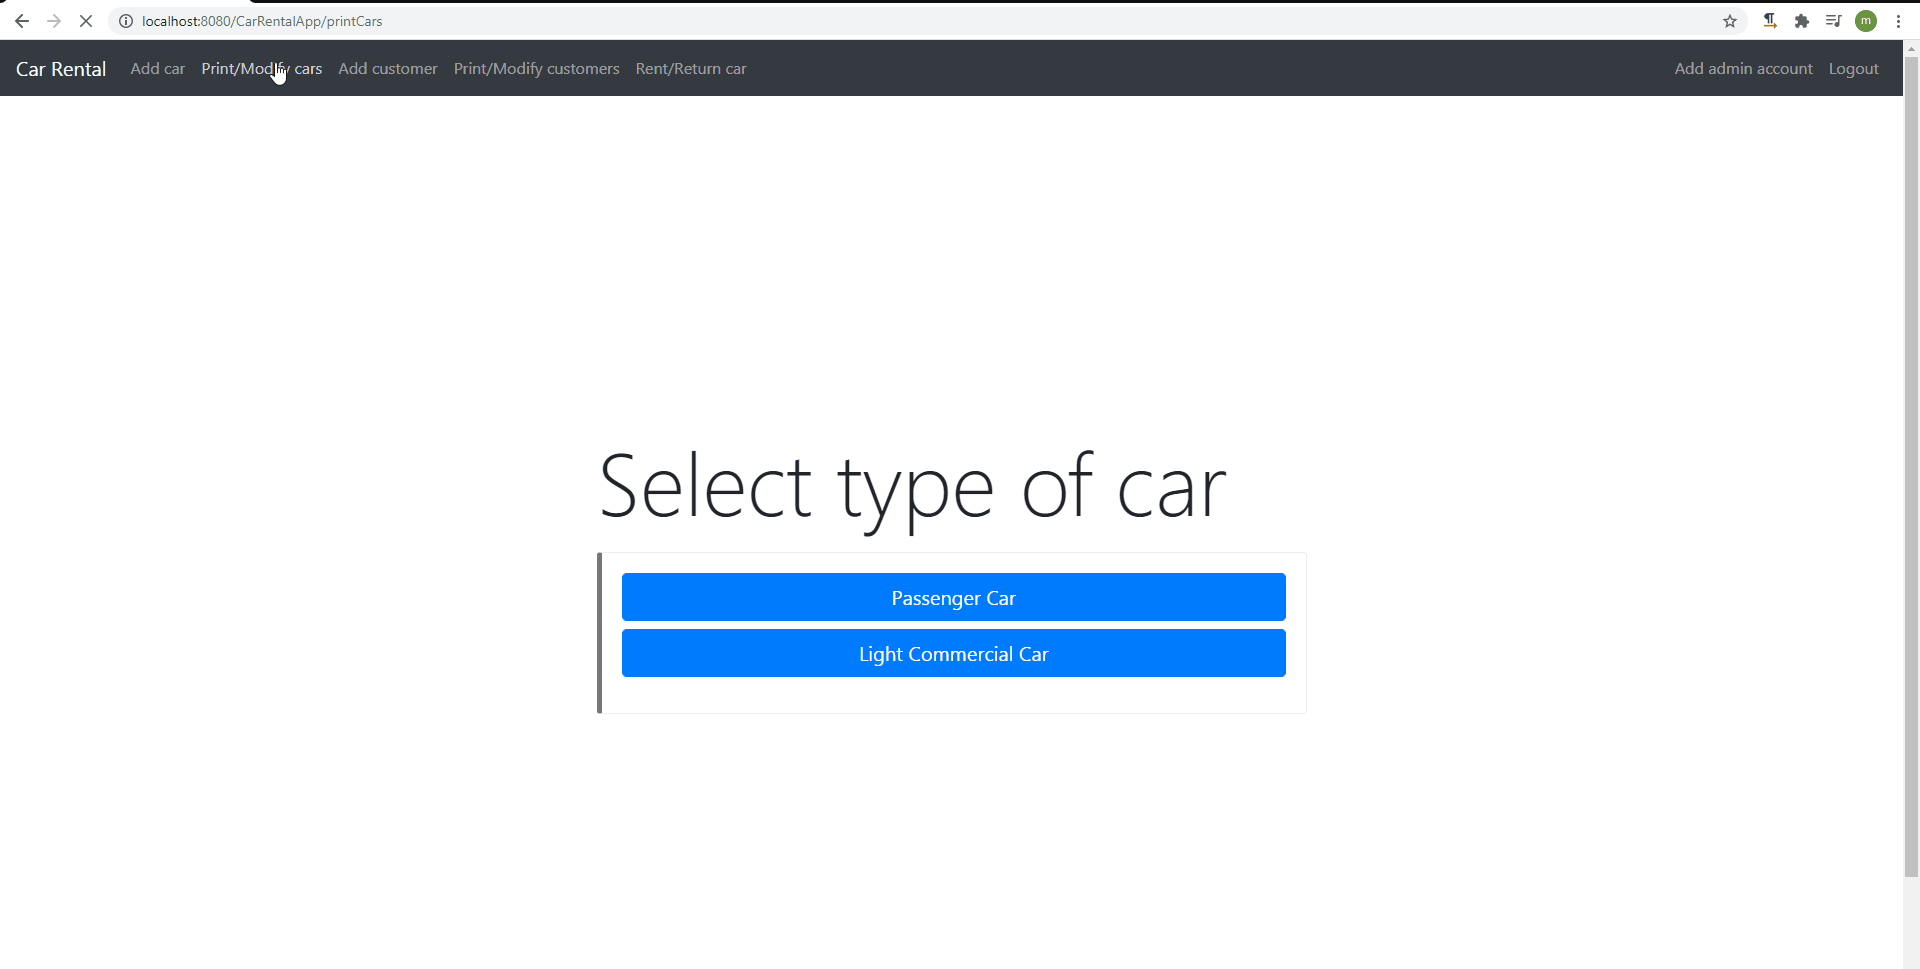 localhost:8080/CarRentalApp/printCars
m
Car Rental Add car Print/Modify cars Add customer Print/Modify customers Rent/Return car Add admin account Logout
Select type of car
Passenger Car
Light Commercial Car